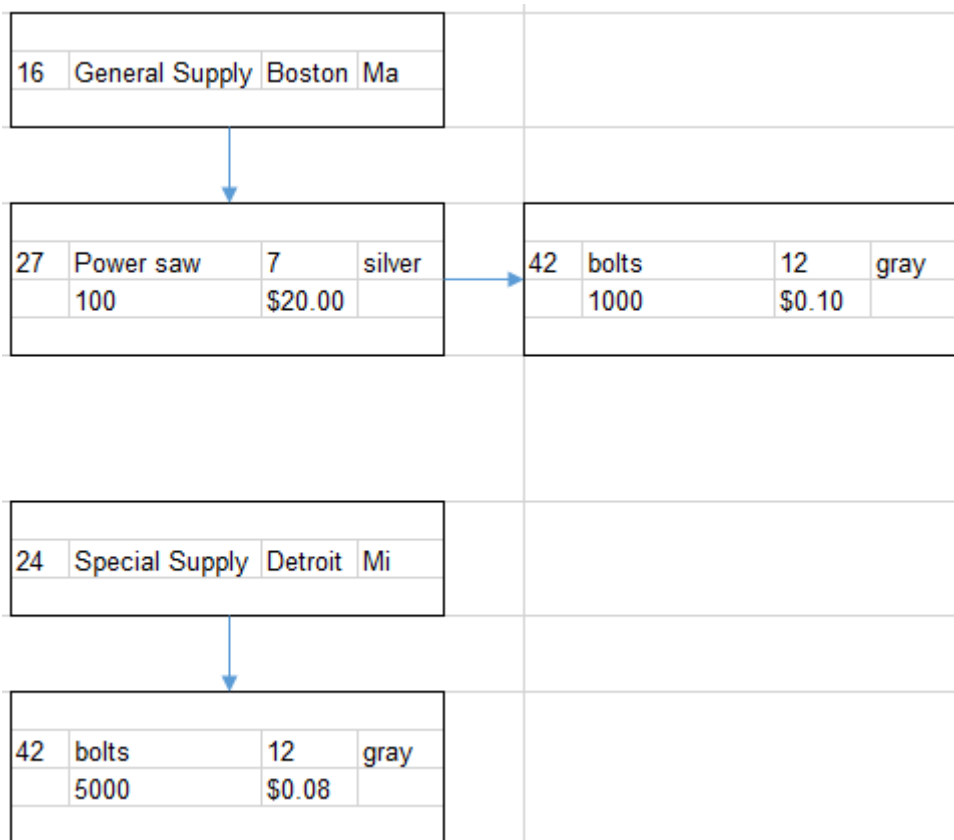 16 General Supply Boston Ma
27 Power saw 7 silver
100 $20.00
42 bolts 12 gray
1000 $0.10
24 Special Supply Detroit Mi
42 bolts 12 gray
5000 $0.08